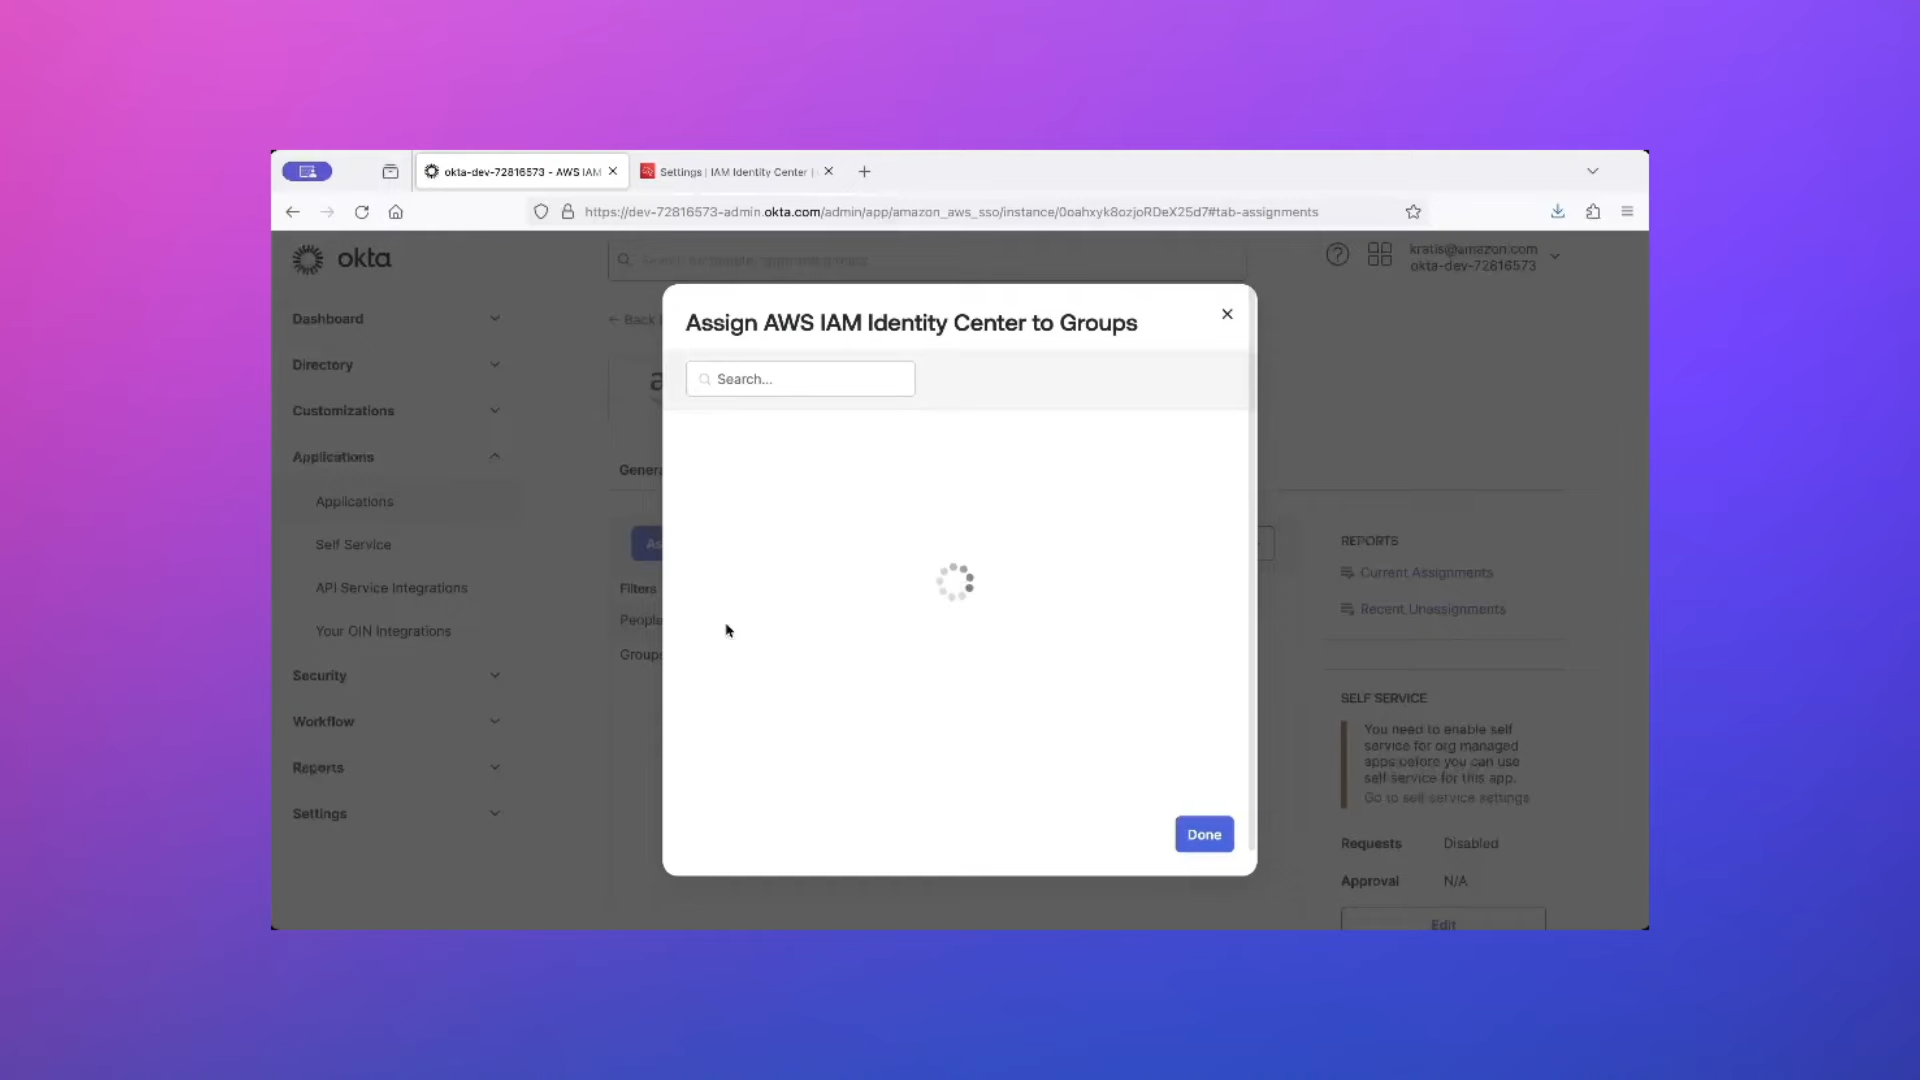 okta-dev-72816573 - AWS IAM
Settings | IAM Identity Center |
https://dev-72816573-admin.okta.com/admin/app/amazon_aws_sso/instance/0oahxyk8ozjoRDeX25d7#tab-assignments
okta
kratis@amazon.com
okta-dev-72816573
Dashboard
Directory
Customizations
Applications
Applications
Self Service
API Service Integrations
Your OIN Integrations
Security
Workflow
Reports
Settings
← Back
Assign AWS IAM Identity Center to Groups
Search...
Done
Filters
REPORTS
Current Assignments
Recent Unassignments
SELF SERVICE
You need to enable self
service for org managed
apps before you can use
self service for this app.
Go to self service settings
Requests Disabled
Approval N/A
Edit